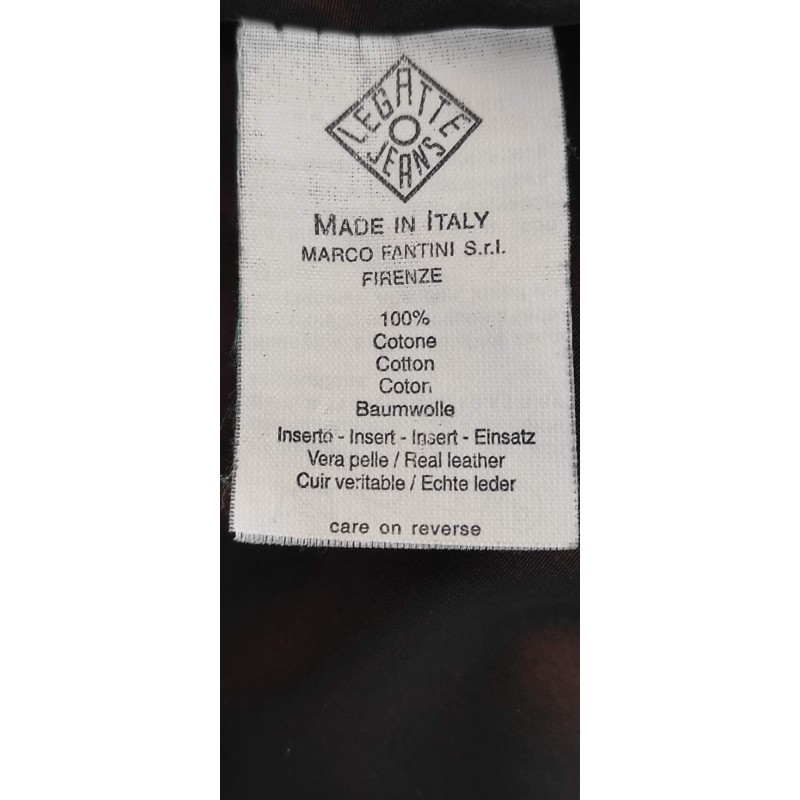 LEGATTE
JEANS
MADE IN ITALY
MARCO FANTINI S.r.l.
FIRENZE
100%
Cotone
Cotton
Coton
Baumwolle
Inserto - Insert - Insert - Einsatz
Vera pelle / Real leather
Cuir veritable / Echte leder
care on reverse